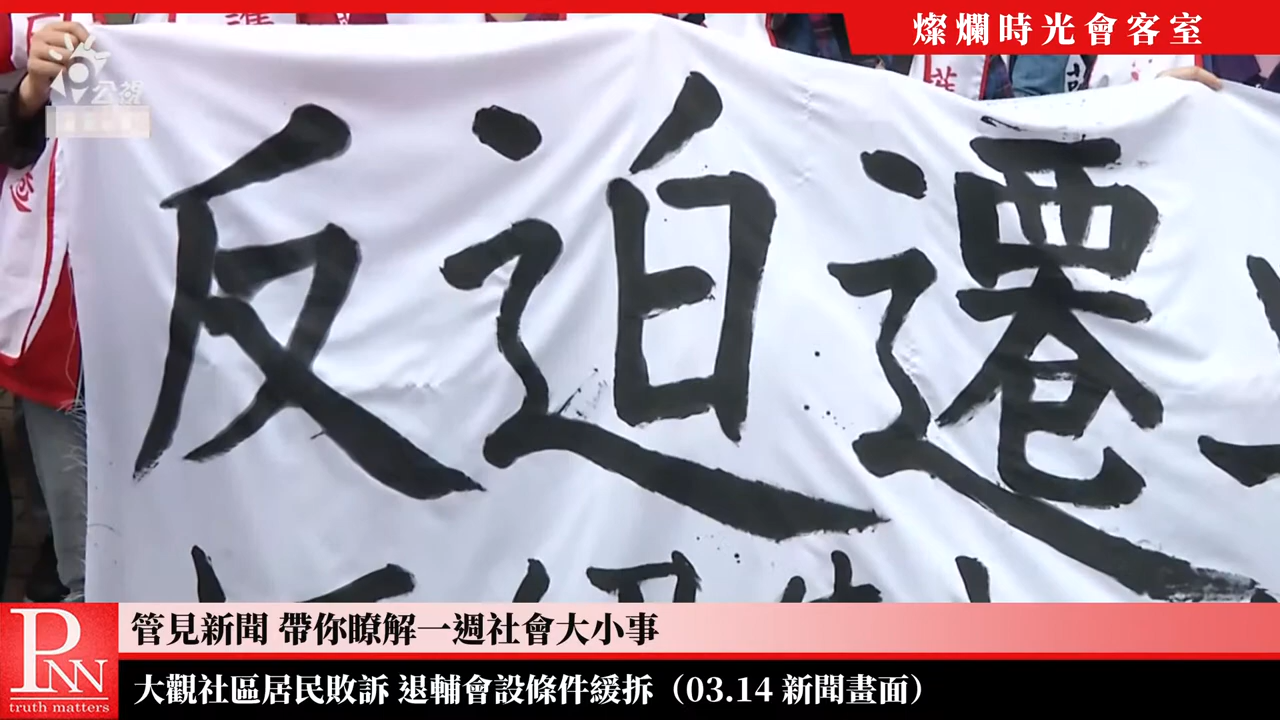 燦爛時光會客室
公視
反迫遷
PNN
truth matters
管見新聞 帶你瞭解一週社會大小事
大觀社區居民敗訴 退輔會設條件緩拆（03.14 新聞畫面）